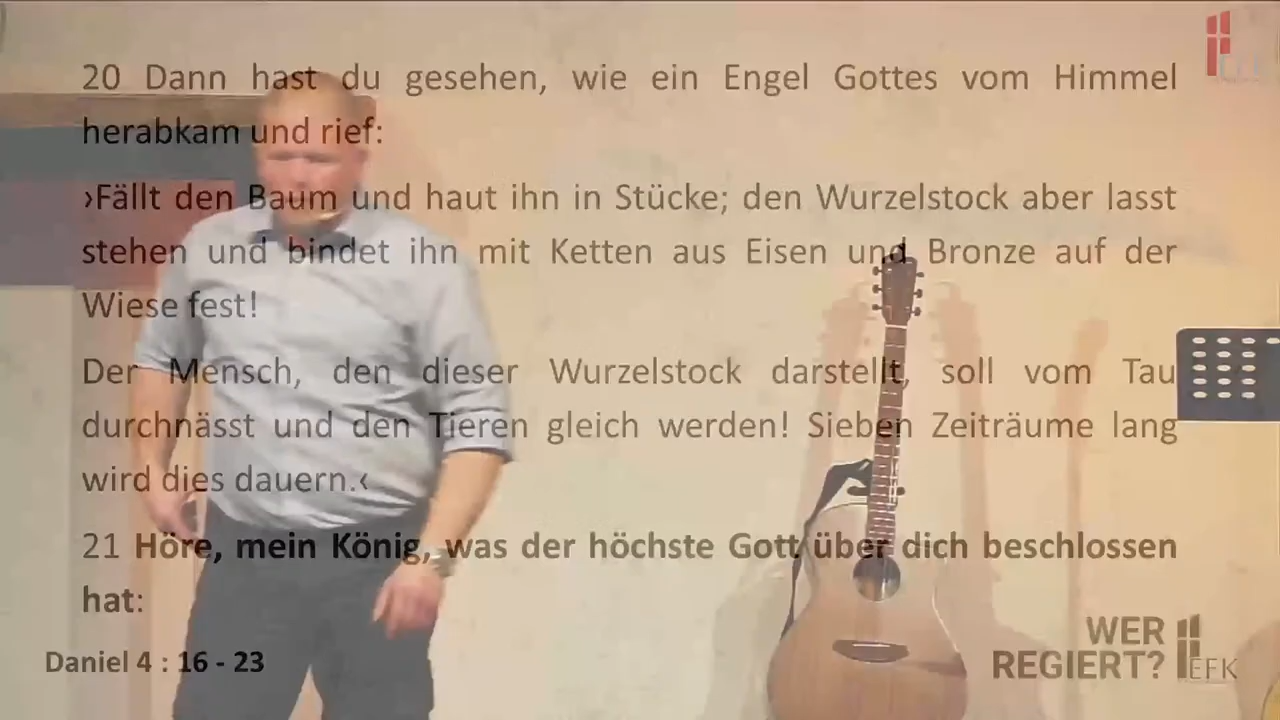 20 Dann hast du gesehen, wie ein Engel Gottes vom Himmel
herabkam und rief:
›Fällt den Baum und haut ihn in Stücke; den Wurzelstock aber lasst
stehen und bindet ihn mit Ketten aus Eisen und Bronze auf der
Wiese fest!
Der Mensch, den dieser Wurzelstock darstellt, soll vom Tau
durchnässt und den Tieren gleich werden! Sieben Zeiträume lang
wird dies dauern.‹
21 Höre, mein König, was der höchste Gott über dich beschlossen
hat:
Daniel 4 : 16 - 23
WER
REGIERT?
EFK